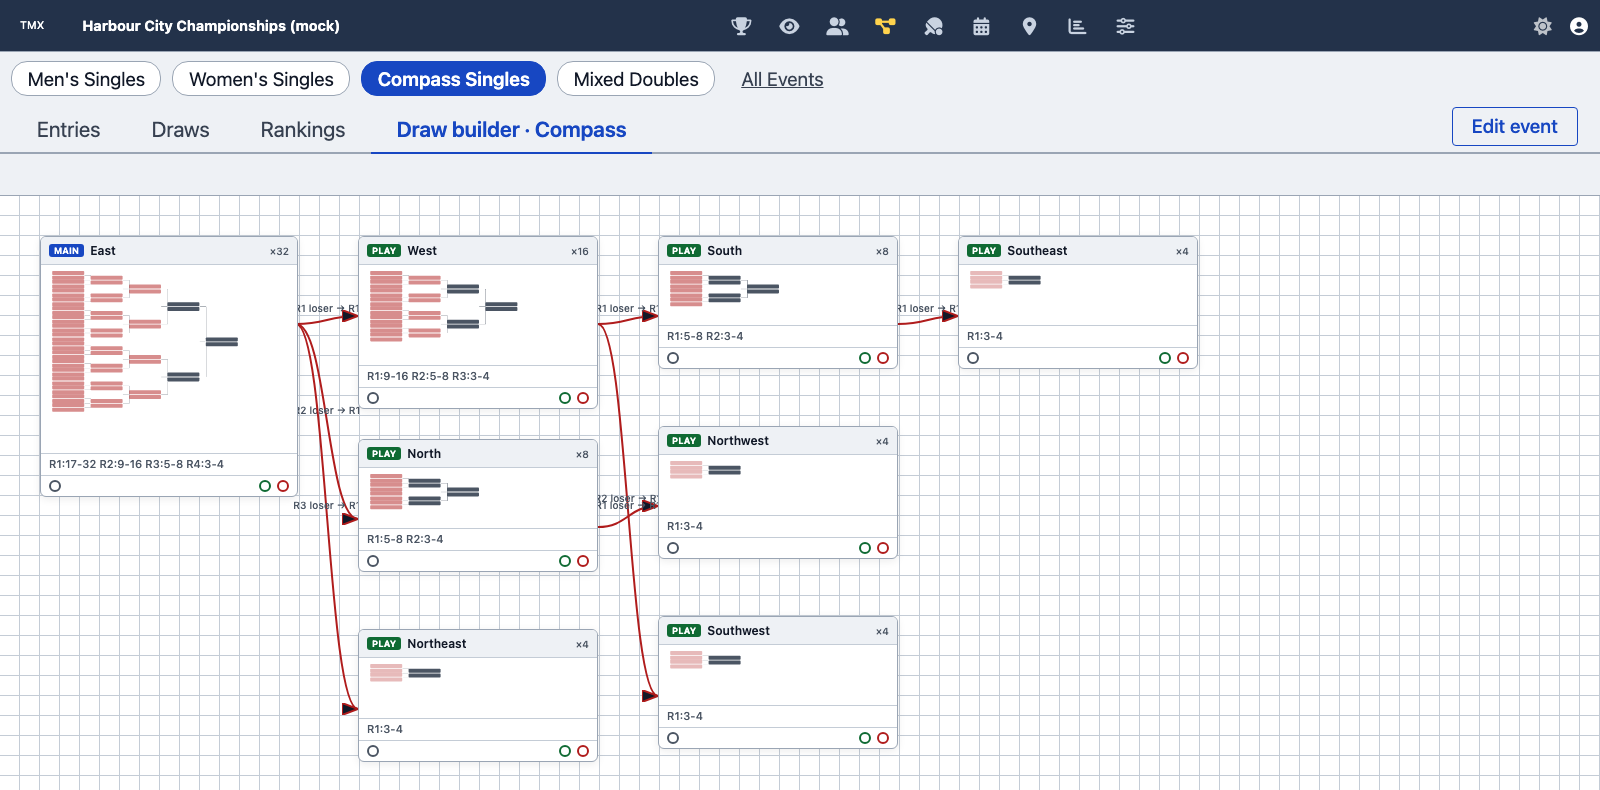 TMX
Harbour City Championships (mock)
Men's Singles
Women's Singles
Compass Singles
Mixed Doubles
All Events
Entries
Draws
Rankings
Draw builder · Compass
Edit event
MAIN East ×32
R1:17-32 R2:9-16 R3:5-8 R4:3-4
R1 loser → R1
R2 loser → R1
R3 loser → R1
PLAY West ×16
R1:9-16 R2:5-8 R3:3-4
PLAY North ×8
R1:5-8 R2:3-4
PLAY Northeast ×4
R1:3-4
R1 loser → R1
R2 loser → R1
R1 loser → R1
PLAY South ×8
R1:5-8 R2:3-4
PLAY Northwest ×4
R1:3-4
PLAY Southwest ×4
R1:3-4
R1 loser → R1
PLAY Southeast ×4
R1:3-4